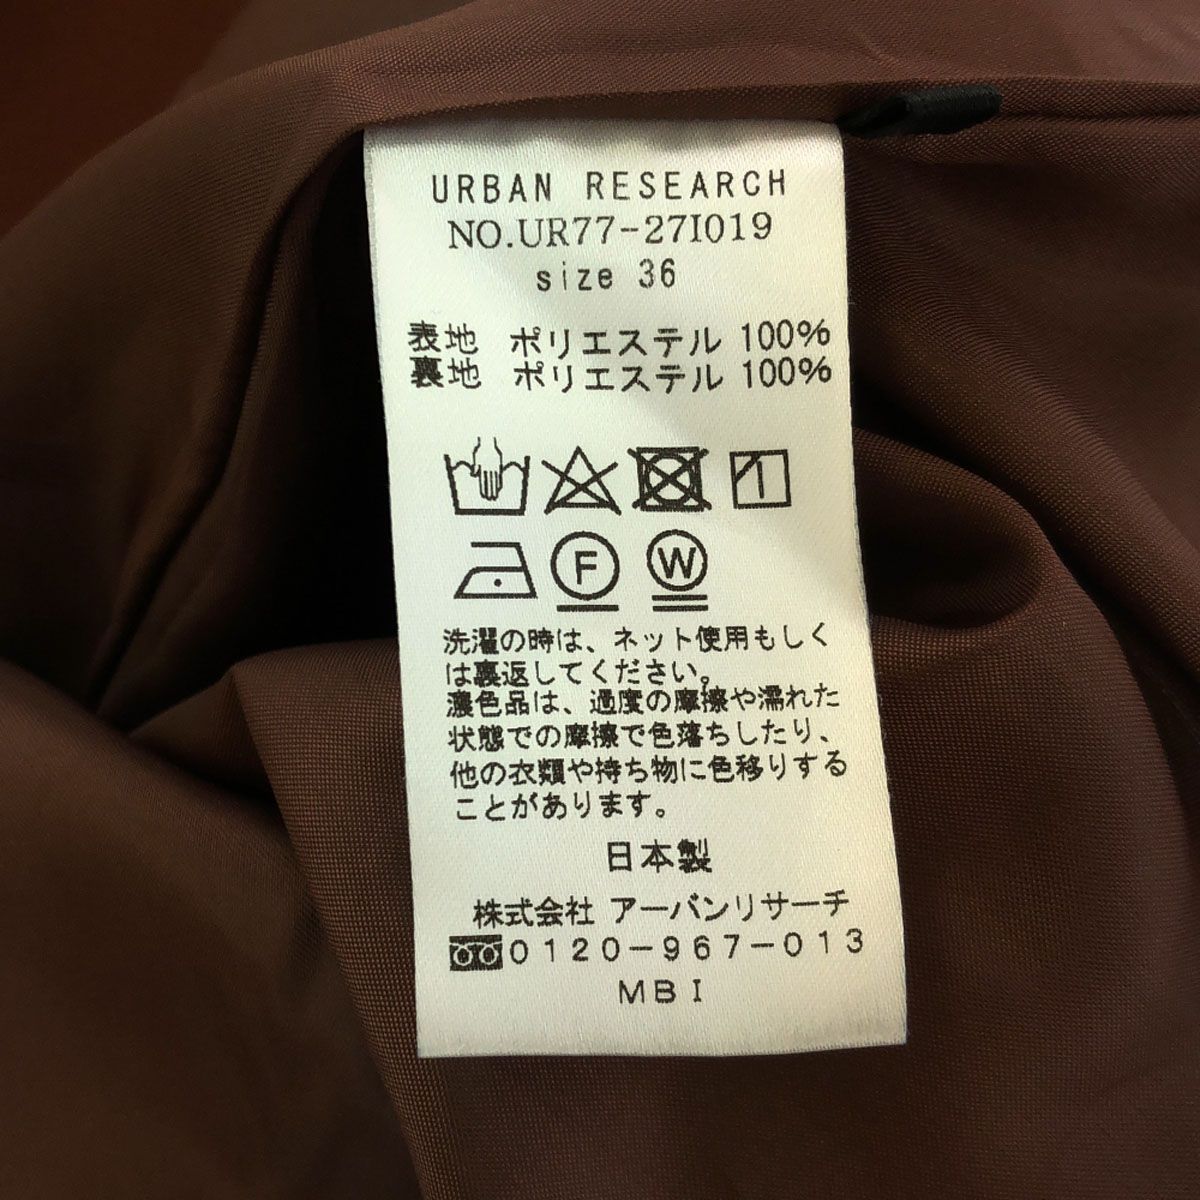 URBAN RESEARCH
NO.UR77-27I019
size 36
表地 ポリエステル 100%
裏地 ポリエステル 100%
F W
洗濯の時は、ネット使用もしく
は裏返してください。
濃色品は、過度の摩擦や濡れた
状態での摩擦で色落ちしたり、
他の衣類や持ち物に色移りする
ことがあります。
日本製
株式会社 アーバンリサーチ
0120-967-013
MBI